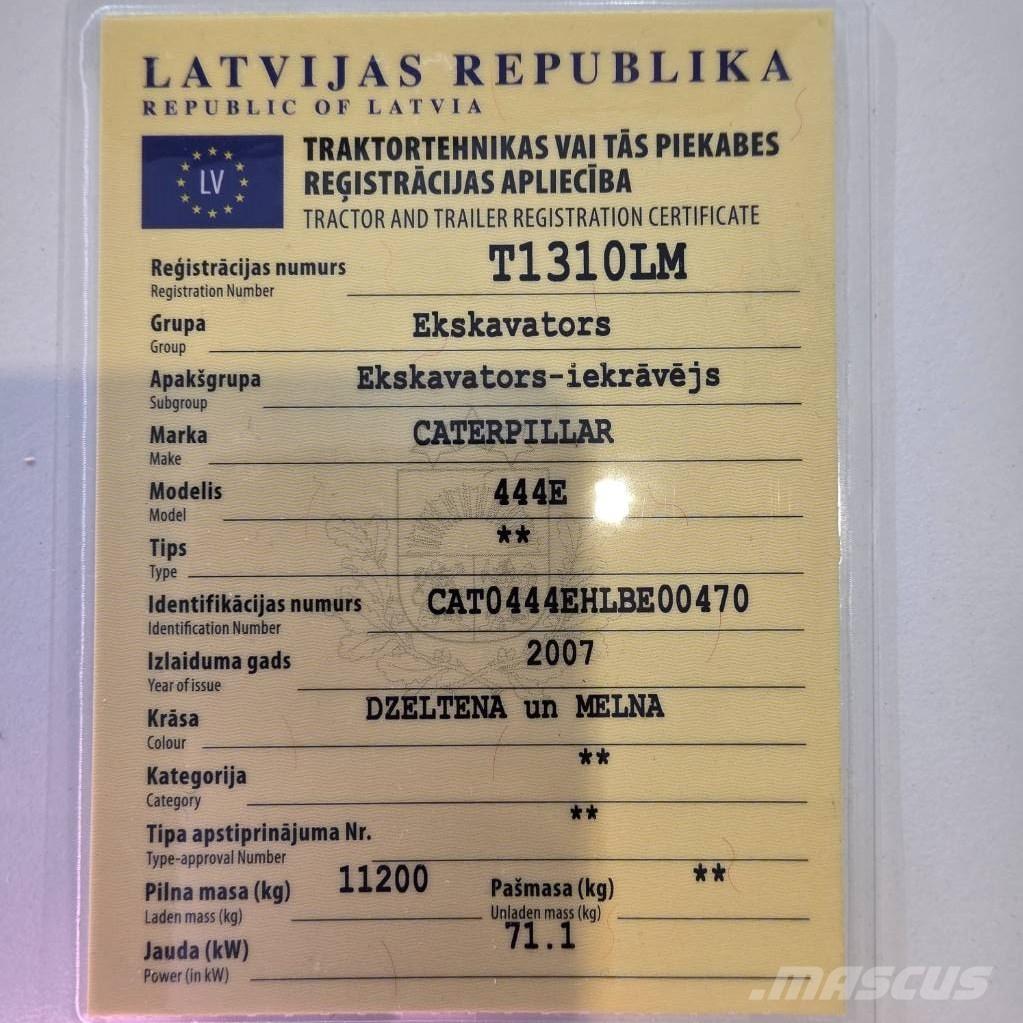 LATVIJAS REPUBLIKA
REPUBLIC OF LATVIA
LV
TRAKTORTEHNIKAS VAI TĀS PIEKABES
REĢISTRĀCIJAS APLIECĪBA
TRACTOR AND TRAILER REGISTRATION CERTIFICATE
Reģistrācijas numurs T1310LM
Registration Number
Grupa Ekskavators
Group
Apakšgrupa Ekskavators-iekrāvējs
Subgroup
Marka CATERPILLAR
Make
Modelis 444E
Model
Tips **
Type
Identifikācijas numurs CAT0444EHLBE00470
Identification Number
Izlaiduma gads 2007
Year of issue
Krāsa DZELTENA un MELNA
Colour
Kategorija **
Category
Tipa apstiprinājuma Nr. **
Type-approval Number
Pilna masa (kg) 11200 Pašmasa (kg) **
Laden mass (kg) Unladen mass (kg)
Jauda (kW) 71.1
Power (in kW)
.mascus